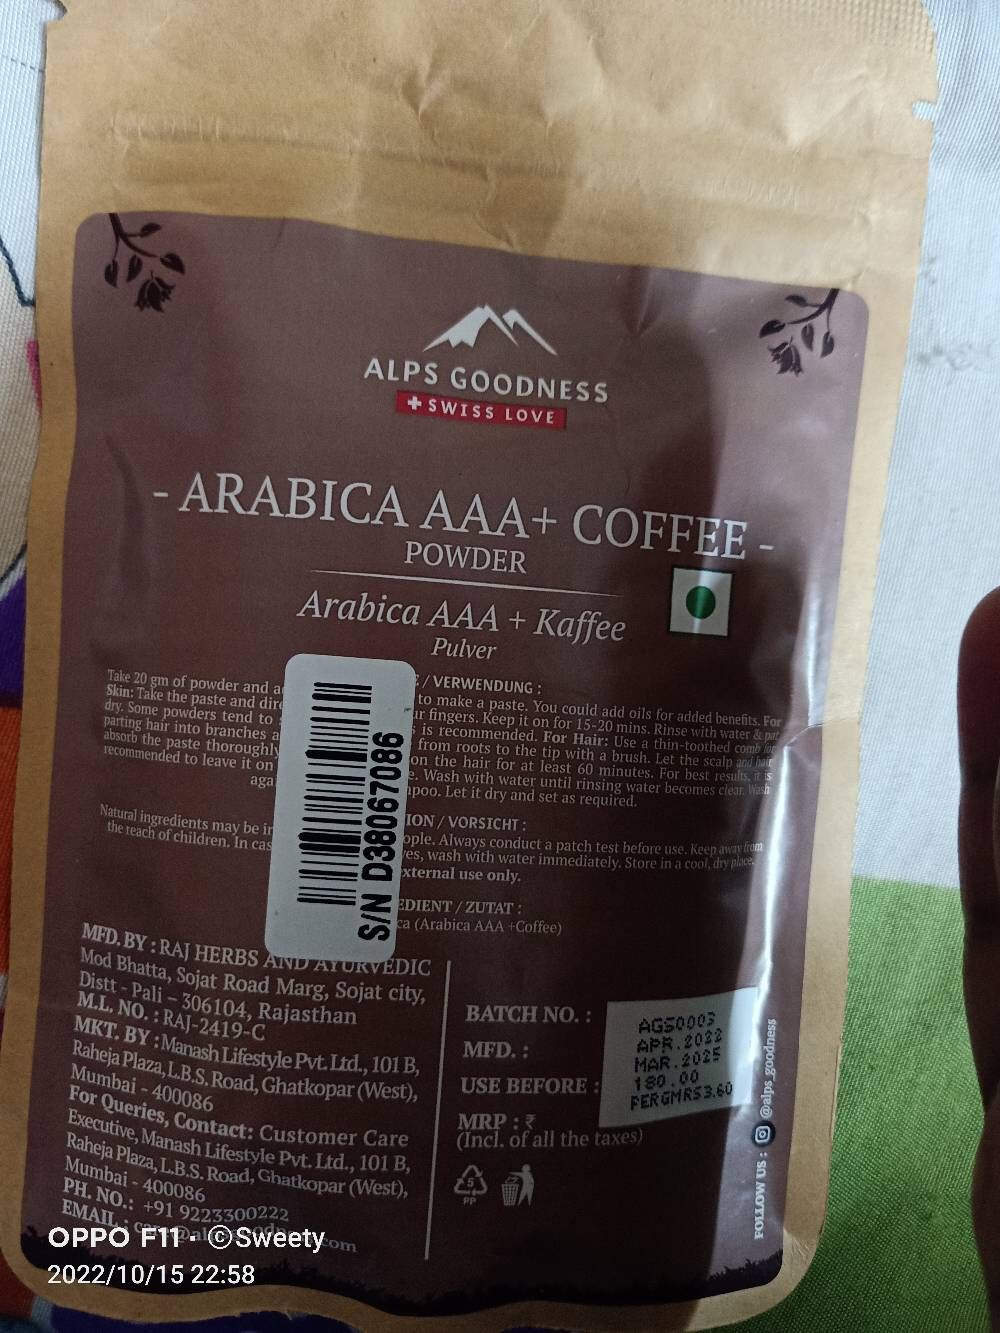 ALPS GOODNESS
+ SWISS LOVE
- ARABICA AAA+ COFFEE -
POWDER
Arabica AAA + Kaffee
Pulver
/ VERWENDUNG :
Take 20 gm of powder and to make a paste. You could add oils for added benefits. For
Skin: Take the paste and fingers. Keep it on for 15-20 mins. Rinse with water & pat
dry. Some powders tend to is recommended. For Hair: Use a thin-toothed comb for
parting hair into branches from roots to the tip with a brush. Let the scalp and hair
absorb the paste thoroughly on the hair for at least 60 minutes. For best results, it is
recommended to leave it on Wash with water until rinsing water becomes clear. Wash
Let it dry and set as required.
/ VORSICHT :
Natural ingredients may be Always conduct a patch test before use. Keep away from
the reach of children. In wash with water immediately. Store in a cool, dry place.
use only.
/ ZUTAT :
(Arabica AAA +Coffee)
S/N D38067086
MFD. BY : RAJ HERBS AND AYURVEDIC
Mod Bhatta, Sojat Road Marg, Sojat city,
Distt - Pali – 306104, Rajasthan
M.L. NO. : RAJ-2419-C
MKT. BY : Manash Lifestyle Pvt. Ltd., 101 B,
Raheja Plaza, L.B.S. Road, Ghatkopar (West),
Mumbai - 400086
For Queries, Contact: Customer Care
Executive, Manash Lifestyle Pvt. Ltd., 101 B,
Raheja Plaza, L.B.S. Road, Ghatkopar (West),
Mumbai - 400086
PH. NO.: +91 9223300222
EMAIL :
BATCH NO. : AGS0003
MFD. : APR.2022
USE BEFORE : MAR.2025
MRP : ₹ 180.00
PERGMRS3.60
(Incl. of all the taxes)
5
PP
FOLLOW US : @alps_goodness
OPPO F11 · ©Sweety
2022/10/15 22:58